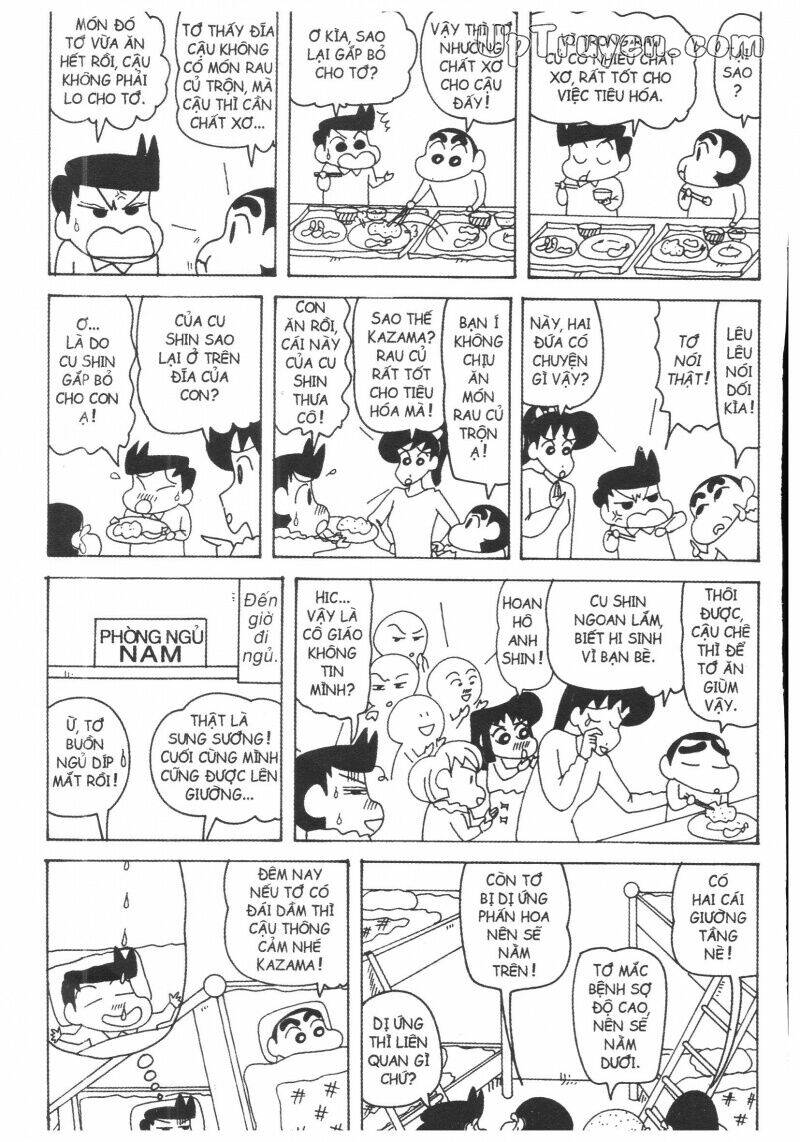 UpTruyen.com
SAO
?
CỦ CÓ NHIỀU CHẤT
XƠ, RẤT TỐT CHO
VIỆC TIÊU HÓA.
VẬY THÌ
NHƯỜNG
CHẤT XƠ
CHO CẬU
ĐẤY!
Ơ KÌA, SAO
LẠI GẮP BỎ
CHO TỚ?
TỚ THẤY ĐĨA
CẬU KHÔNG
CÓ MÓN RAU
CỦ TRỘN, MÀ
CẬU THÌ CẦN
CHẤT XƠ...
MÓN ĐÓ
TỚ VỪA ĂN
HẾT RỒI, CẬU
KHÔNG PHẢI
LO CHO TỚ.
LÊU
LÊU
NÓI
DỐI
KÌA!
TỚ
NÓI
THẬT!
NÀY, HAI
ĐỨA CÓ
CHUYỆN
GÌ VẬY?
BẠN Í
KHÔNG
CHỊU
ĂN
MÓN
RAU CỦ
TRỘN
Ạ!
SAO THẾ
KAZAMA?
RAU CỦ
RẤT TỐT
CHO TIÊU
HÓA MÀ!
CON
ĂN RỒI,
CÁI NÀY
CỦA CU
SHIN
THƯA
CÔ!
CỦA CU
SHIN SAO
LẠI Ở TRÊN
ĐĨA CỦA
CON?
Ơ...
LÀ DO
CU SHIN
GẮP BỎ
CHO CON
Ạ!
THÔI
ĐƯỢC,
CẬU CHÊ
THÌ ĐỂ
TỚ ĂN
GIÙM
VẬY.
CU SHIN
NGOAN LẮM,
BIẾT HI SINH
VÌ BẠN BÈ.
HOAN
HÔ
ANH
SHIN!
HIC...
VẬY LÀ
CÔ GIÁO
KHÔNG
TIN
MÌNH?
Đến
giờ
đi
ngủ.
PHÒNG NGỦ
NAM
THẬT LÀ
SUNG SƯỚNG!
CUỐI CÙNG MÌNH
CŨNG ĐƯỢC LÊN
GIƯỜNG...
Ừ, TỚ
BUỒN
NGỦ DÍP
MẮT RỒI!
CÓ
HAI CÁI
GIƯỜNG
TẦNG
NÈ!
TỚ MẮC
BỆNH SỢ
ĐỘ CAO,
NÊN SẼ
NẰM
DƯỚI.
CÒN TỚ
BỊ DỊ ỨNG
PHẤN HOA
NÊN SẼ
NẰM
TRÊN!
DỊ ỨNG
THÌ LIÊN
QUAN GÌ
CHỨ?
ĐÊM NAY
NẾU TỚ CÓ
ĐÁI DẦM THÌ
CẬU THÔNG
CẢM NHÉ
KAZAMA!